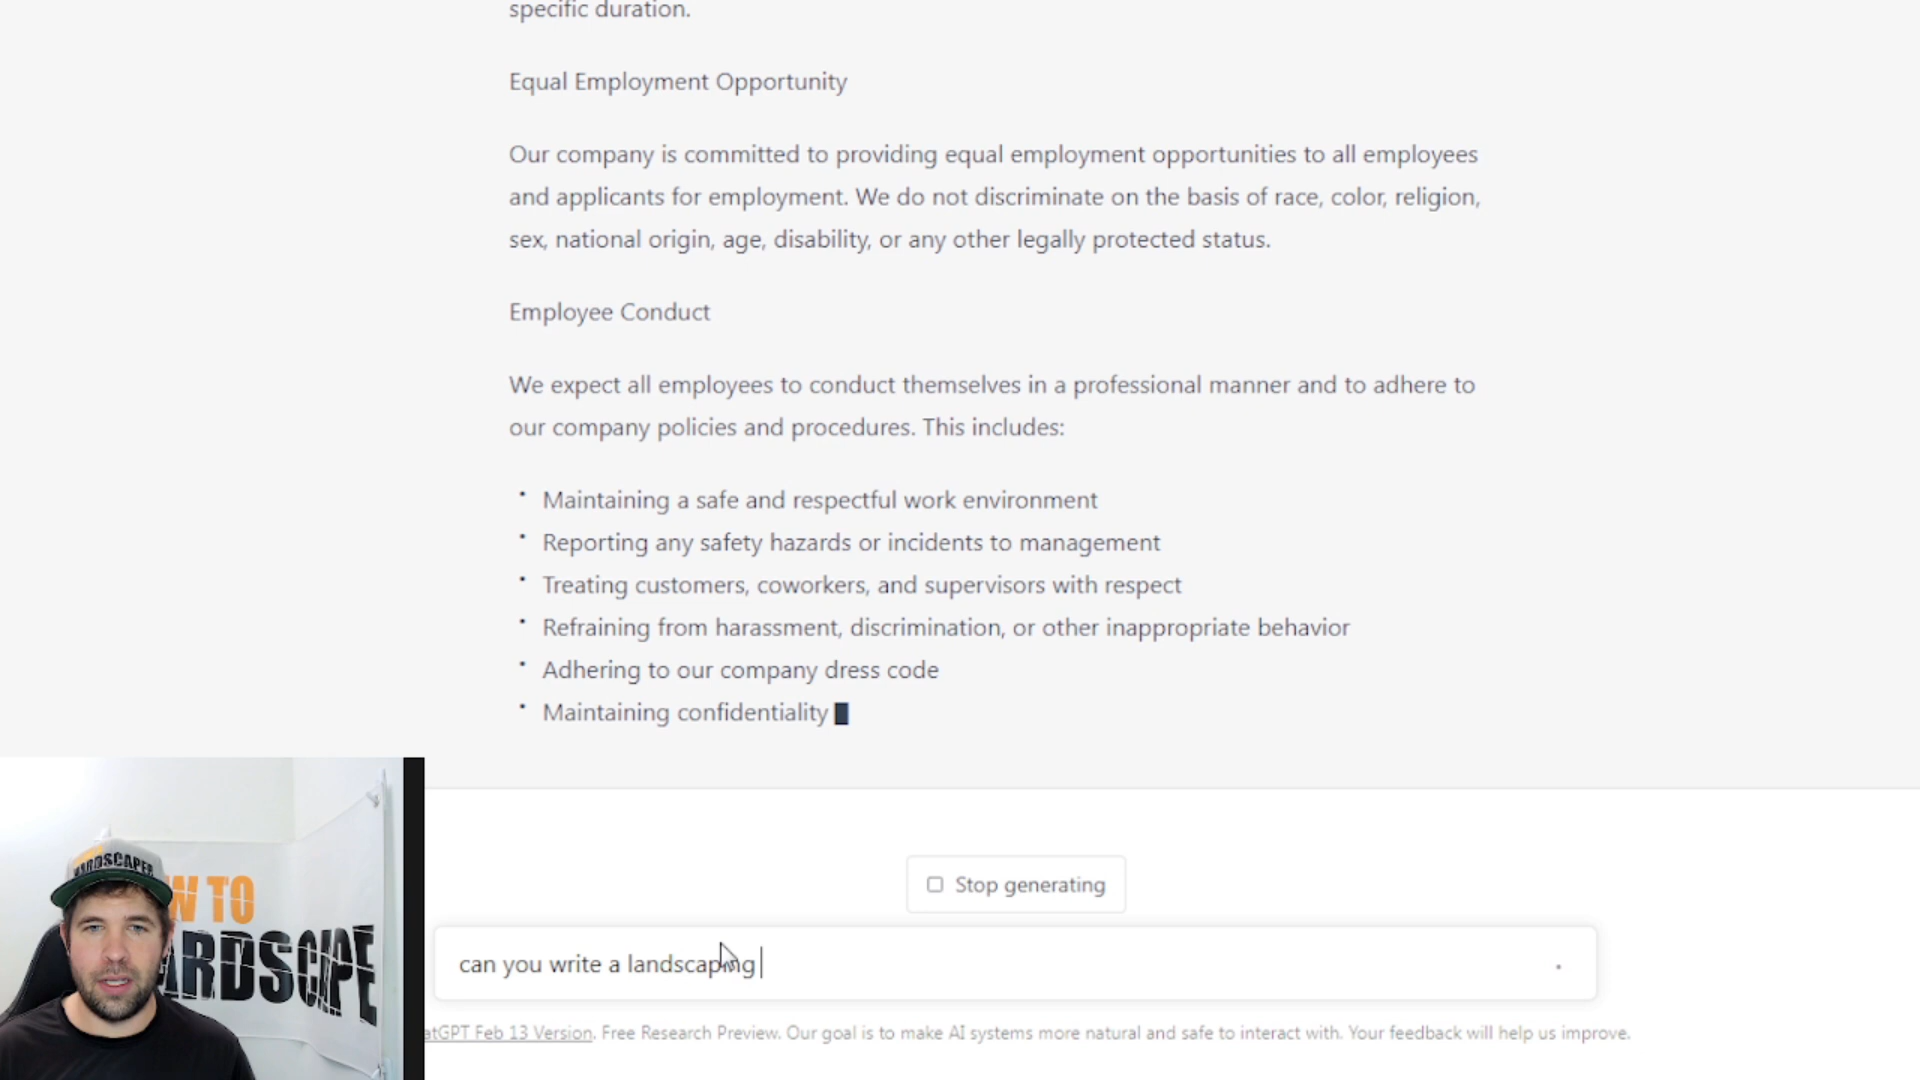 specific duration.
Equal Employment Opportunity
Our company is committed to providing equal employment opportunities to all employees
and applicants for employment. We do not discriminate on the basis of race, color, religion,
sex, national origin, age, disability, or any other legally protected status.
Employee Conduct
We expect all employees to conduct themselves in a professional manner and to adhere to
our company policies and procedures. This includes:
• Maintaining a safe and respectful work environment
• Reporting any safety hazards or incidents to management
• Treating customers, coworkers, and supervisors with respect
• Refraining from harassment, discrimination, or other inappropriate behavior
• Adhering to our company dress code
• Maintaining confidentiality
Stop generating
can you write a landscaping
atGPT Feb 13 Version. Free Research Preview. Our goal is to make AI systems more natural and safe to interact with. Your feedback will help us improve.
HARDSCAPER
W TO
ARDSCAPE